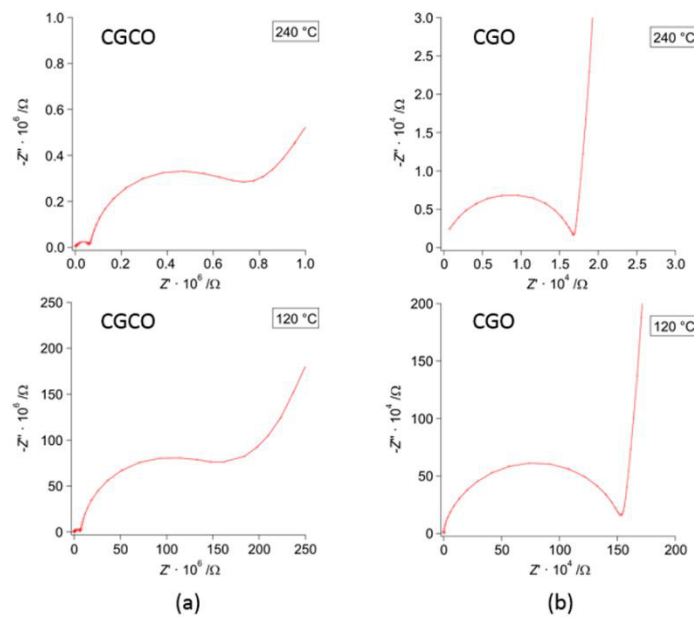 CGCO
240 °C
1.0
0.8
0.6
0.4
0.2
0.0
-Z'' · 10⁶ /Ω
0.0 0.2 0.4 0.6 0.8 1.0
Z' · 10⁶ /Ω
CGO
240 °C
3.0
2.5
2.0
1.5
1.0
0.5
0
-Z'' · 10⁴ /Ω
0 0.5 1.0 1.5 2.0 2.5 3.0
Z' · 10⁴ /Ω
CGCO
120 °C
250
200
150
100
50
0
-Z'' · 10⁶ /Ω
0 50 100 150 200 250
Z' · 10⁶ /Ω
CGO
120 °C
200
150
100
50
0
-Z'' · 10⁴ /Ω
0 50 100 150 200
Z' · 10⁴ /Ω
(a)
(b)